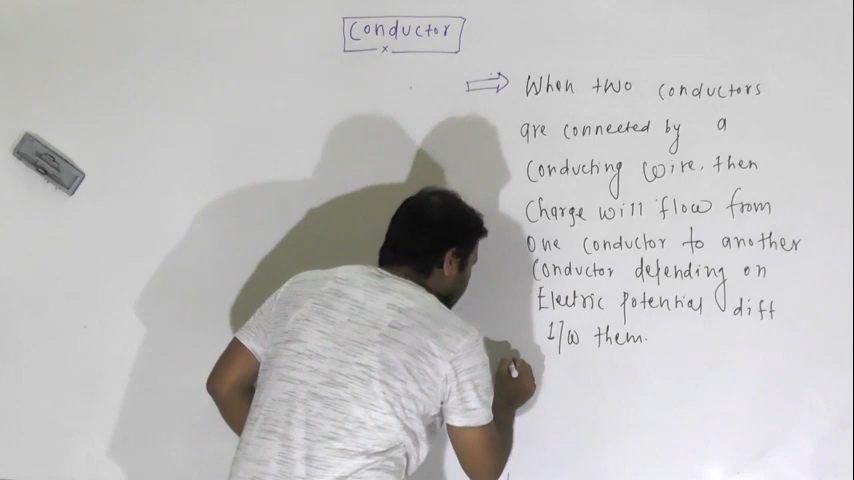 Conductor
x
⇒ When two conductors
are connected by a
conducting wire, then
charge will flow from
one conductor to another
conductor depending on
Electric potential diff
b/w them.